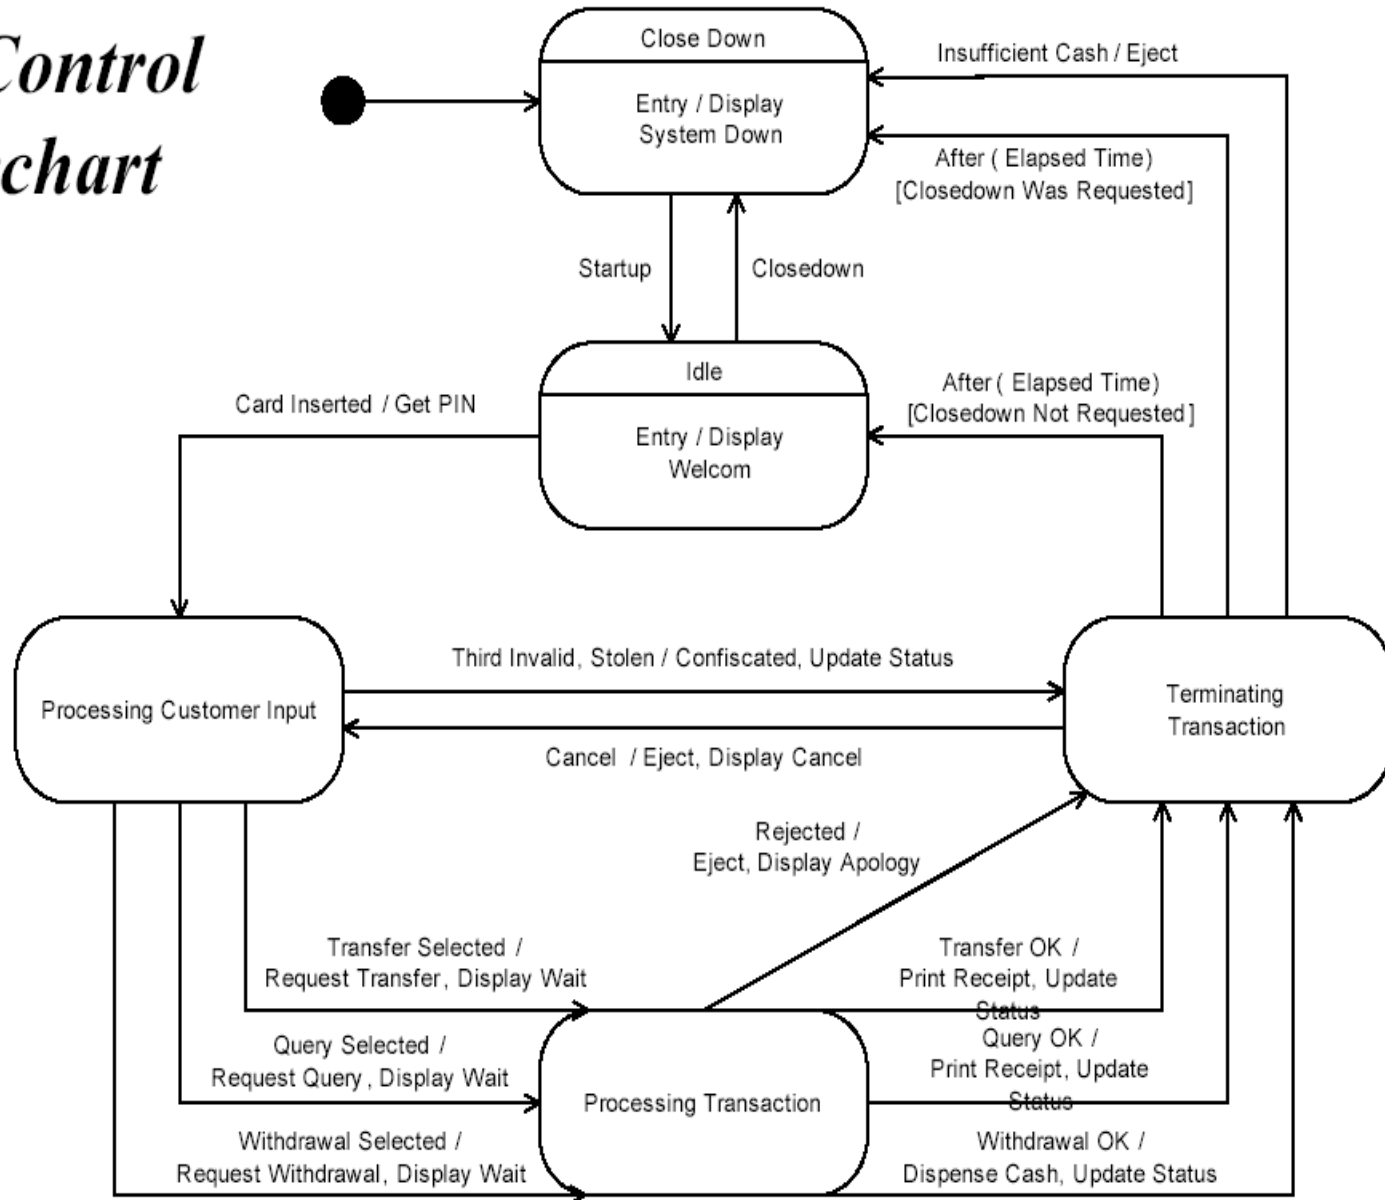 Control
chart
Close Down
Entry / Display
System Down
Insufficient Cash / Eject
After ( Elapsed Time)
[Closedown Was Requested]
Startup
Closedown
Idle
Entry / Display
Welcom
After ( Elapsed Time)
[Closedown Not Requested]
Card Inserted / Get PIN
Processing Customer Input
Third Invalid, Stolen / Confiscated, Update Status
Cancel / Eject, Display Cancel
Terminating
Transaction
Rejected /
Eject, Display Apology
Transfer Selected /
Request Transfer, Display Wait
Transfer OK /
Print Receipt, Update
Status
Query Selected /
Request Query, Display Wait
Query OK /
Print Receipt, Update
Status
Processing Transaction
Withdrawal Selected /
Request Withdrawal, Display Wait
Withdrawal OK /
Dispense Cash, Update Status